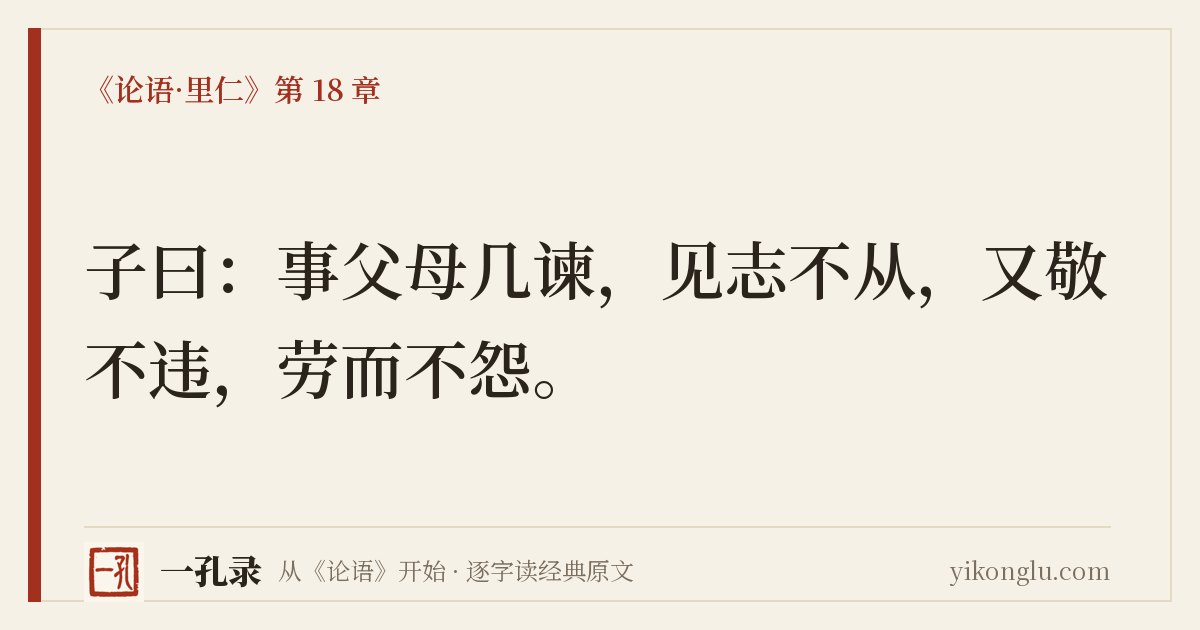 《论语·里仁》第 18 章
子曰：事父母几谏，见志不从，又敬
不违，劳而不怨。
一孔
一孔录 从《论语》开始 · 逐字读经典原文 yikonglu.com